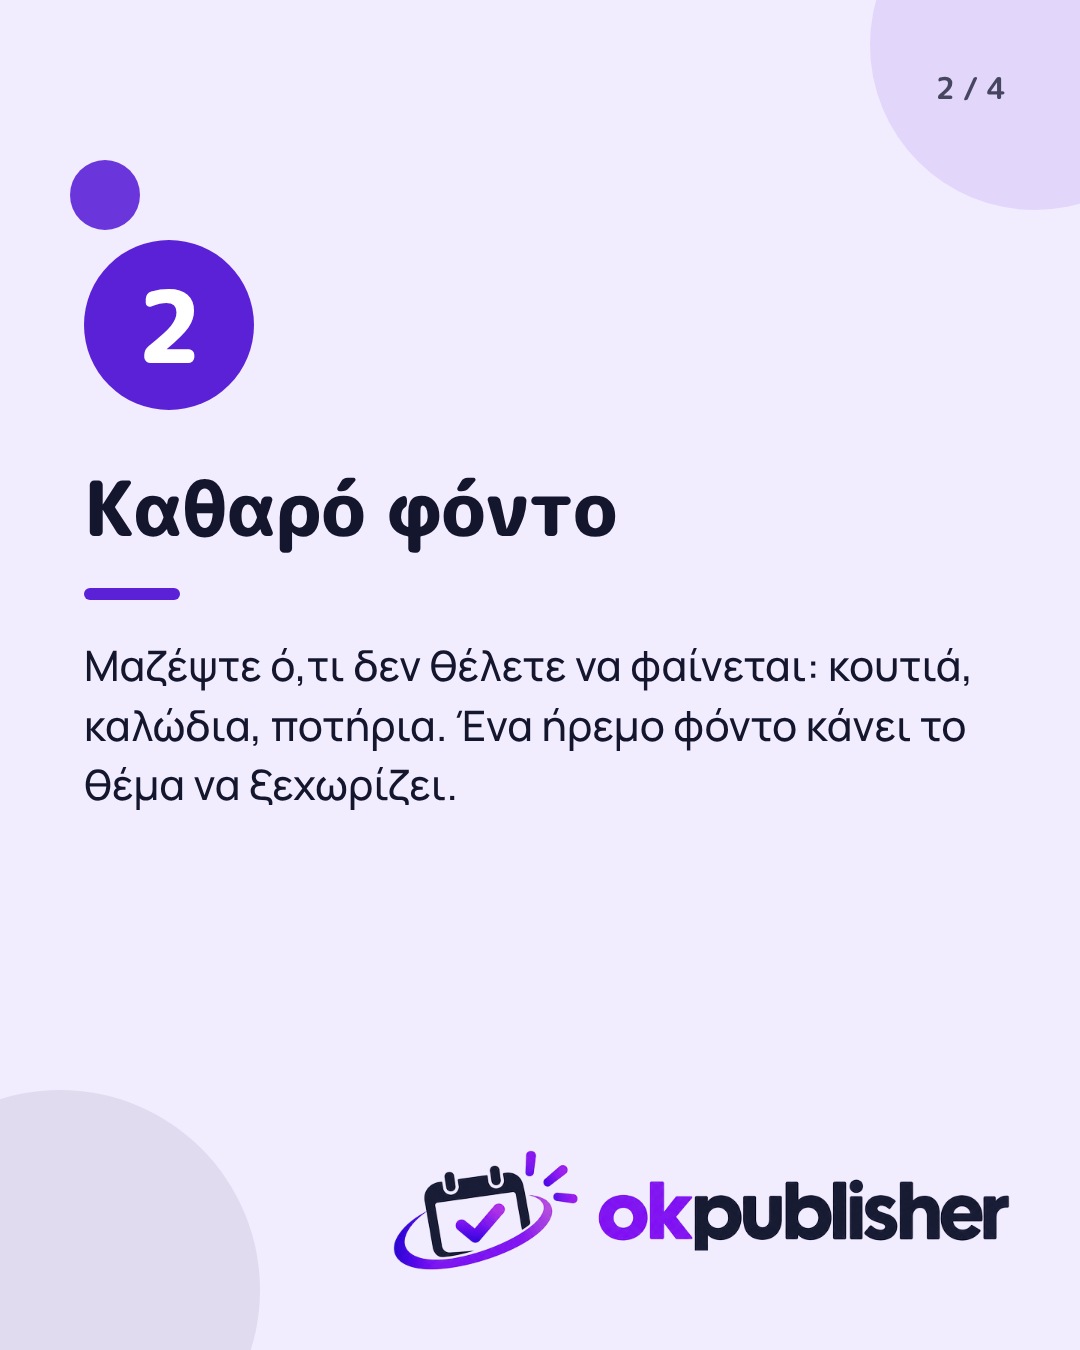 2 / 4
2
Καθαρό φόντο
Μαζέψτε ό,τι δεν θέλετε να φαίνεται: κουτιά,
καλώδια, ποτήρια. Ένα ήρεμο φόντο κάνει το
θέμα να ξεχωρίζει.
okpublisher